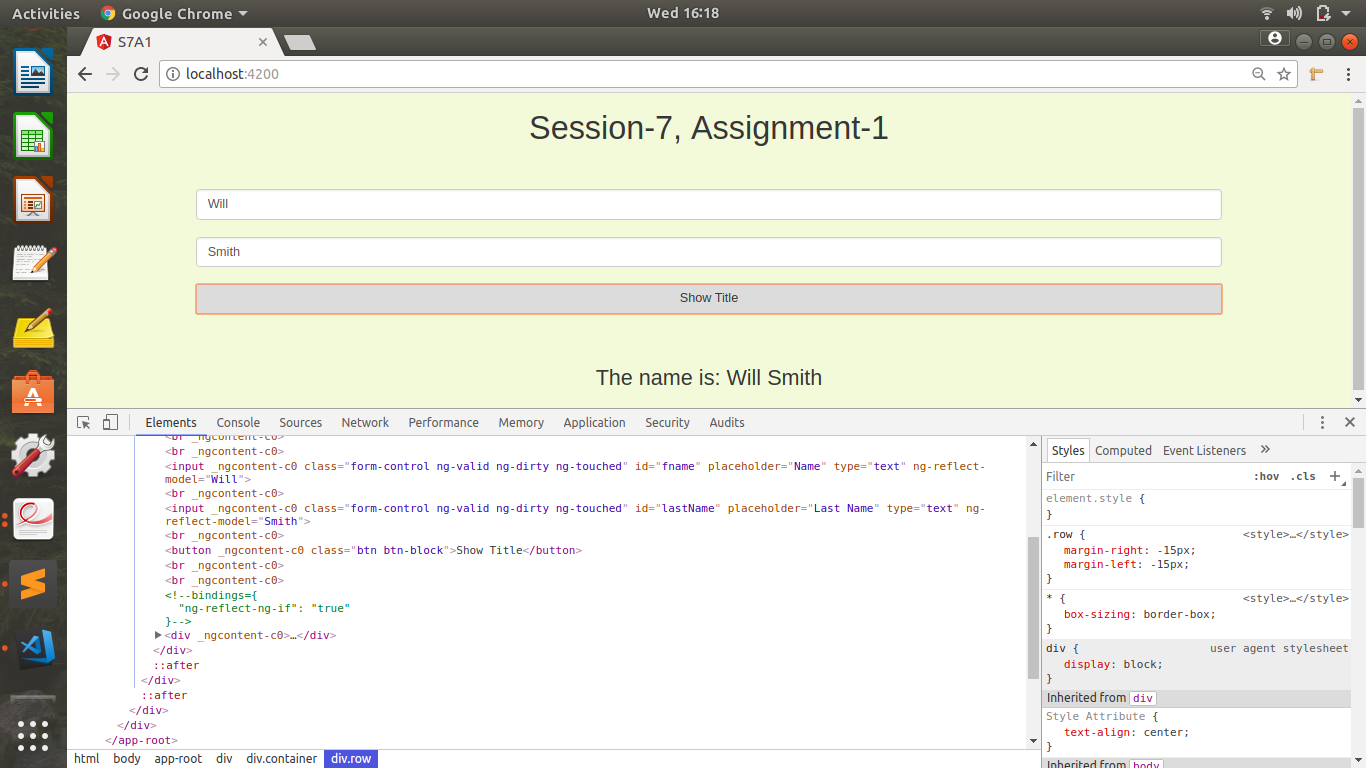 Activities Google Chrome Wed 16:18
S7A1
localhost:4200
Session-7, Assignment-1
Will
Smith
Show Title
The name is: Will Smith
Elements Console Sources Network Performance Memory Application Security Audits
<br _ngcontent-c0>
<br _ngcontent-c0>
<input _ngcontent-c0 class="form-control ng-valid ng-dirty ng-touched" id="fname" placeholder="Name" type="text" ng-reflect-
model="Will">
<br _ngcontent-c0>
<input _ngcontent-c0 class="form-control ng-valid ng-dirty ng-touched" id="lastName" placeholder="Last Name" type="text" ng-
reflect-model="Smith">
<br _ngcontent-c0>
<button _ngcontent-c0 class="btn btn-block">Show Title</button>
<br _ngcontent-c0>
<br _ngcontent-c0>
<!--bindings={
"ng-reflect-ng-if": "true"
}-->
<div _ngcontent-c0>…</div>
</div>
::after
</div>
::after
</div>
</div>
</app-root>
html body app-root div div.container div.row
Styles Computed Event Listeners »
Filter :hov .cls +
element.style {
}
.row { <style>…</style>
margin-right: -15px;
margin-left: -15px;
}
* { <style>…</style>
box-sizing: border-box;
}
div { user agent stylesheet
display: block;
}
Inherited from div
Style Attribute {
text-align: center;
}
Inherited from body